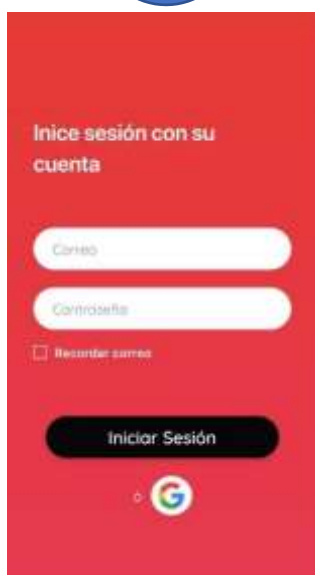 Inice sesión con su
cuenta
Correo
Contraseña
Recordar correo
Iniciar Sesión
o